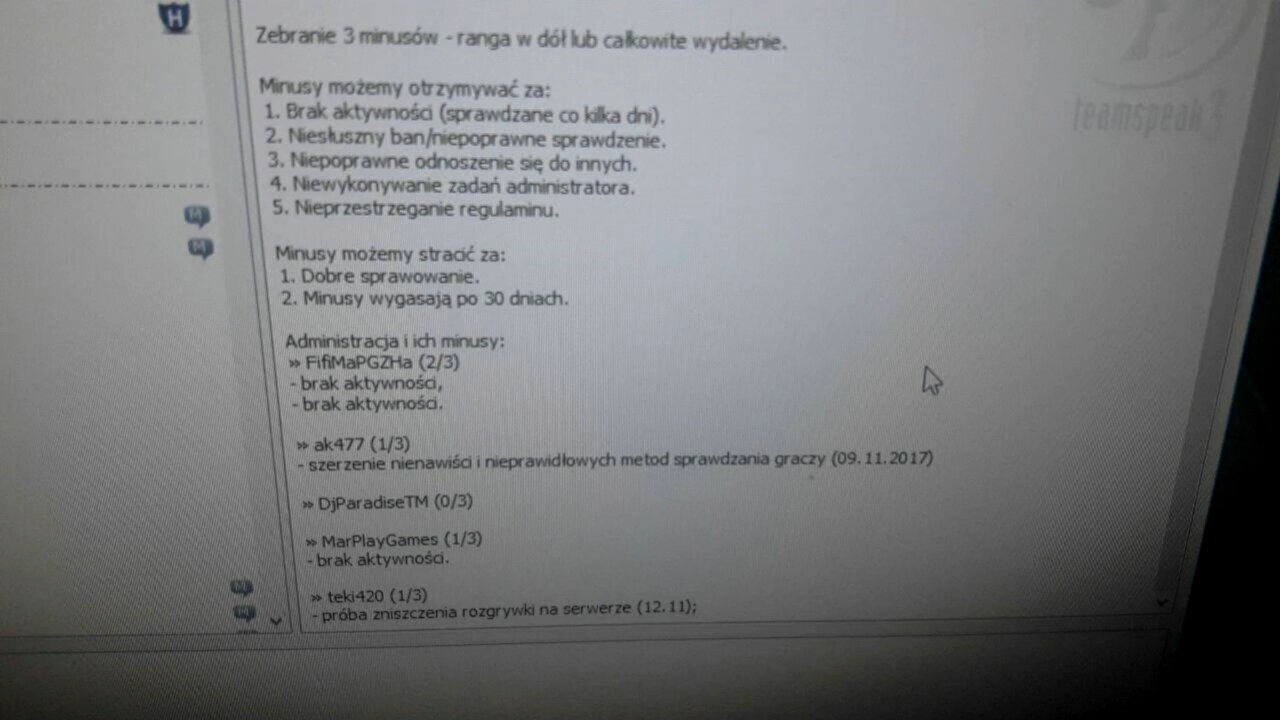 Zebranie 3 minusów - ranga w dół lub całkowite wydalenie.
Minusy możemy otrzymywać za:
1. Brak aktywności (sprawdzane co kilka dni).
2. Niesłuszny ban/niepoprawne sprawdzenie.
3. Niepoprawne odnoszenie się do innych.
4. Niewykonywanie zadań administratora.
5. Nieprzestrzeganie regulaminu.
Minusy możemy stracić za:
1. Dobre sprawowanie.
2. Minusy wygasają po 30 dniach.
Administracja i ich minusy:
» FifiMaPGZHa (2/3)
- brak aktywności,
- brak aktywności.
» ak477 (1/3)
- szerzenie nienawiści i nieprawidłowych metod sprawdzania graczy (09.11.2017)
» DjParadiseTM (0/3)
» MarPlayGames (1/3)
- brak aktywności.
» teki420 (1/3)
- próba zniszczenia rozgrywki na serwerze (12.11);
teamspeak 3
H
M
M
M
M